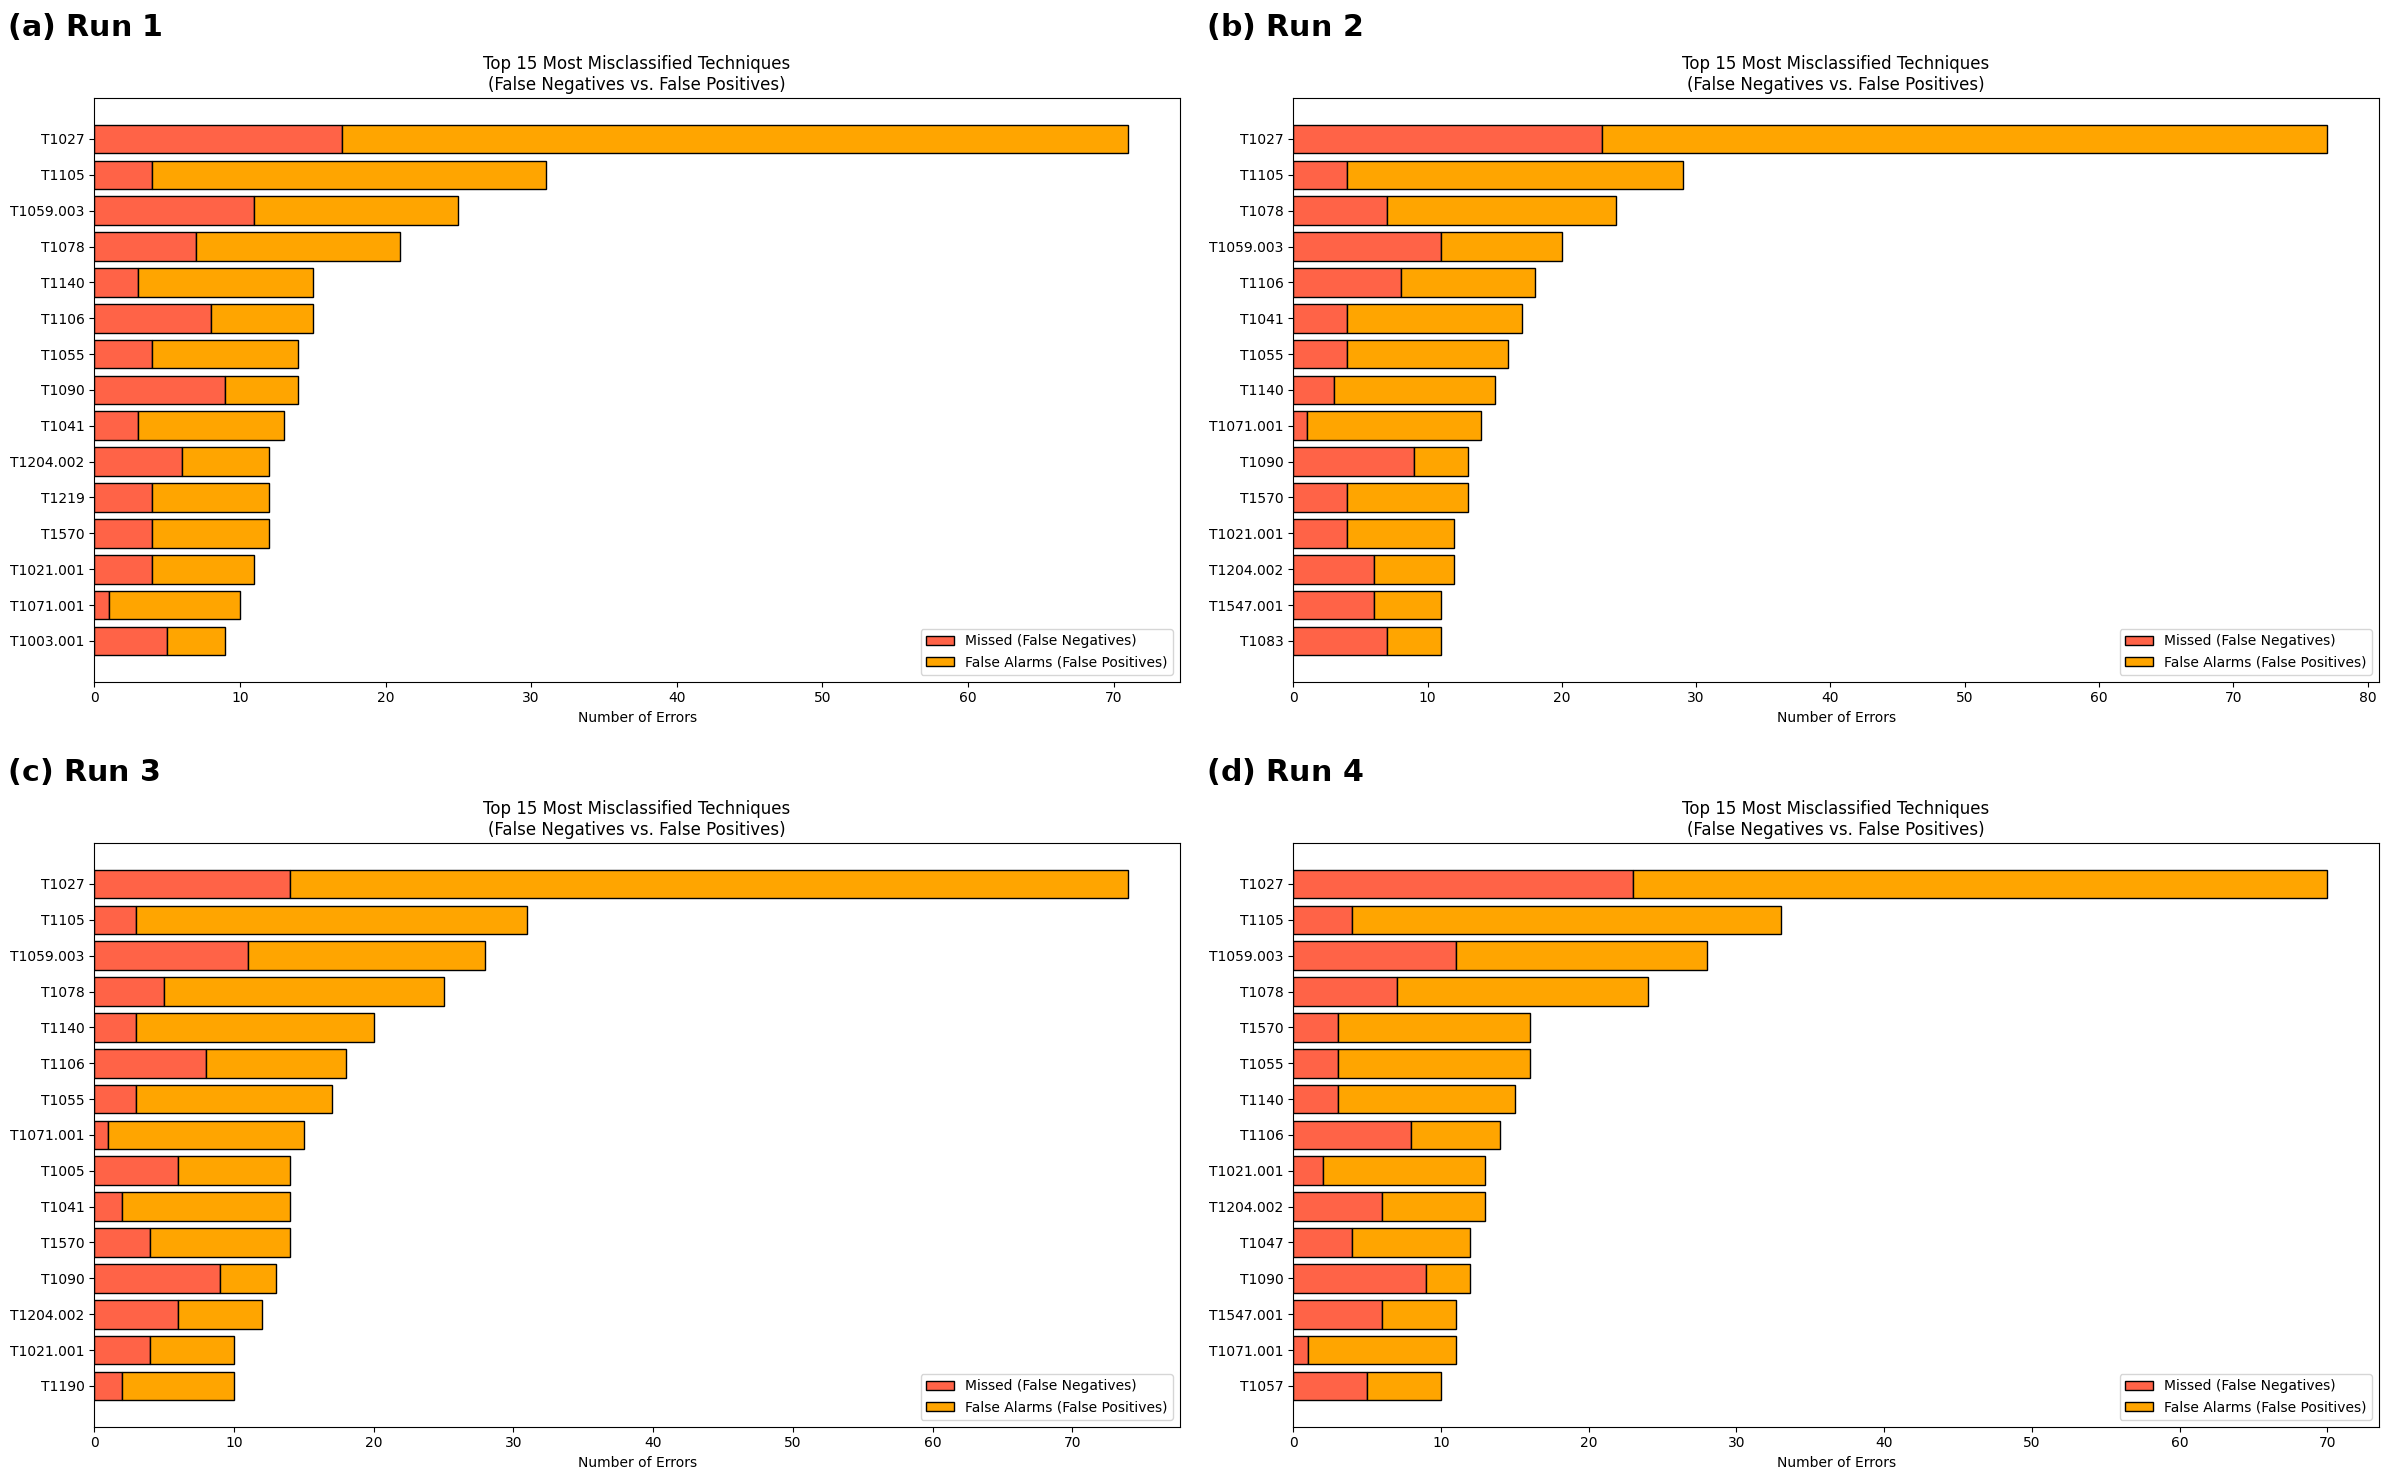 (a) Run 1
Top 15 Most Misclassified Techniques
(False Negatives vs. False Positives)
T1027
T1105
T1059.003
T1078
T1140
T1106
T1055
T1090
T1041
T1204.002
T1219
T1570
T1021.001
T1071.001
T1003.001
Missed (False Negatives)
False Alarms (False Positives)
0 10 20 30 40 50 60 70
Number of Errors
(b) Run 2
Top 15 Most Misclassified Techniques
(False Negatives vs. False Positives)
T1027
T1105
T1078
T1059.003
T1106
T1041
T1055
T1140
T1071.001
T1090
T1570
T1021.001
T1204.002
T1547.001
T1083
Missed (False Negatives)
False Alarms (False Positives)
0 10 20 30 40 50 60 70 80
Number of Errors
(c) Run 3
Top 15 Most Misclassified Techniques
(False Negatives vs. False Positives)
T1027
T1105
T1059.003
T1078
T1140
T1106
T1055
T1071.001
T1005
T1041
T1570
T1090
T1204.002
T1021.001
T1190
Missed (False Negatives)
False Alarms (False Positives)
0 10 20 30 40 50 60 70
Number of Errors
(d) Run 4
Top 15 Most Misclassified Techniques
(False Negatives vs. False Positives)
T1027
T1105
T1059.003
T1078
T1570
T1055
T1140
T1106
T1021.001
T1204.002
T1047
T1090
T1547.001
T1071.001
T1057
Missed (False Negatives)
False Alarms (False Positives)
0 10 20 30 40 50 60 70
Number of Errors